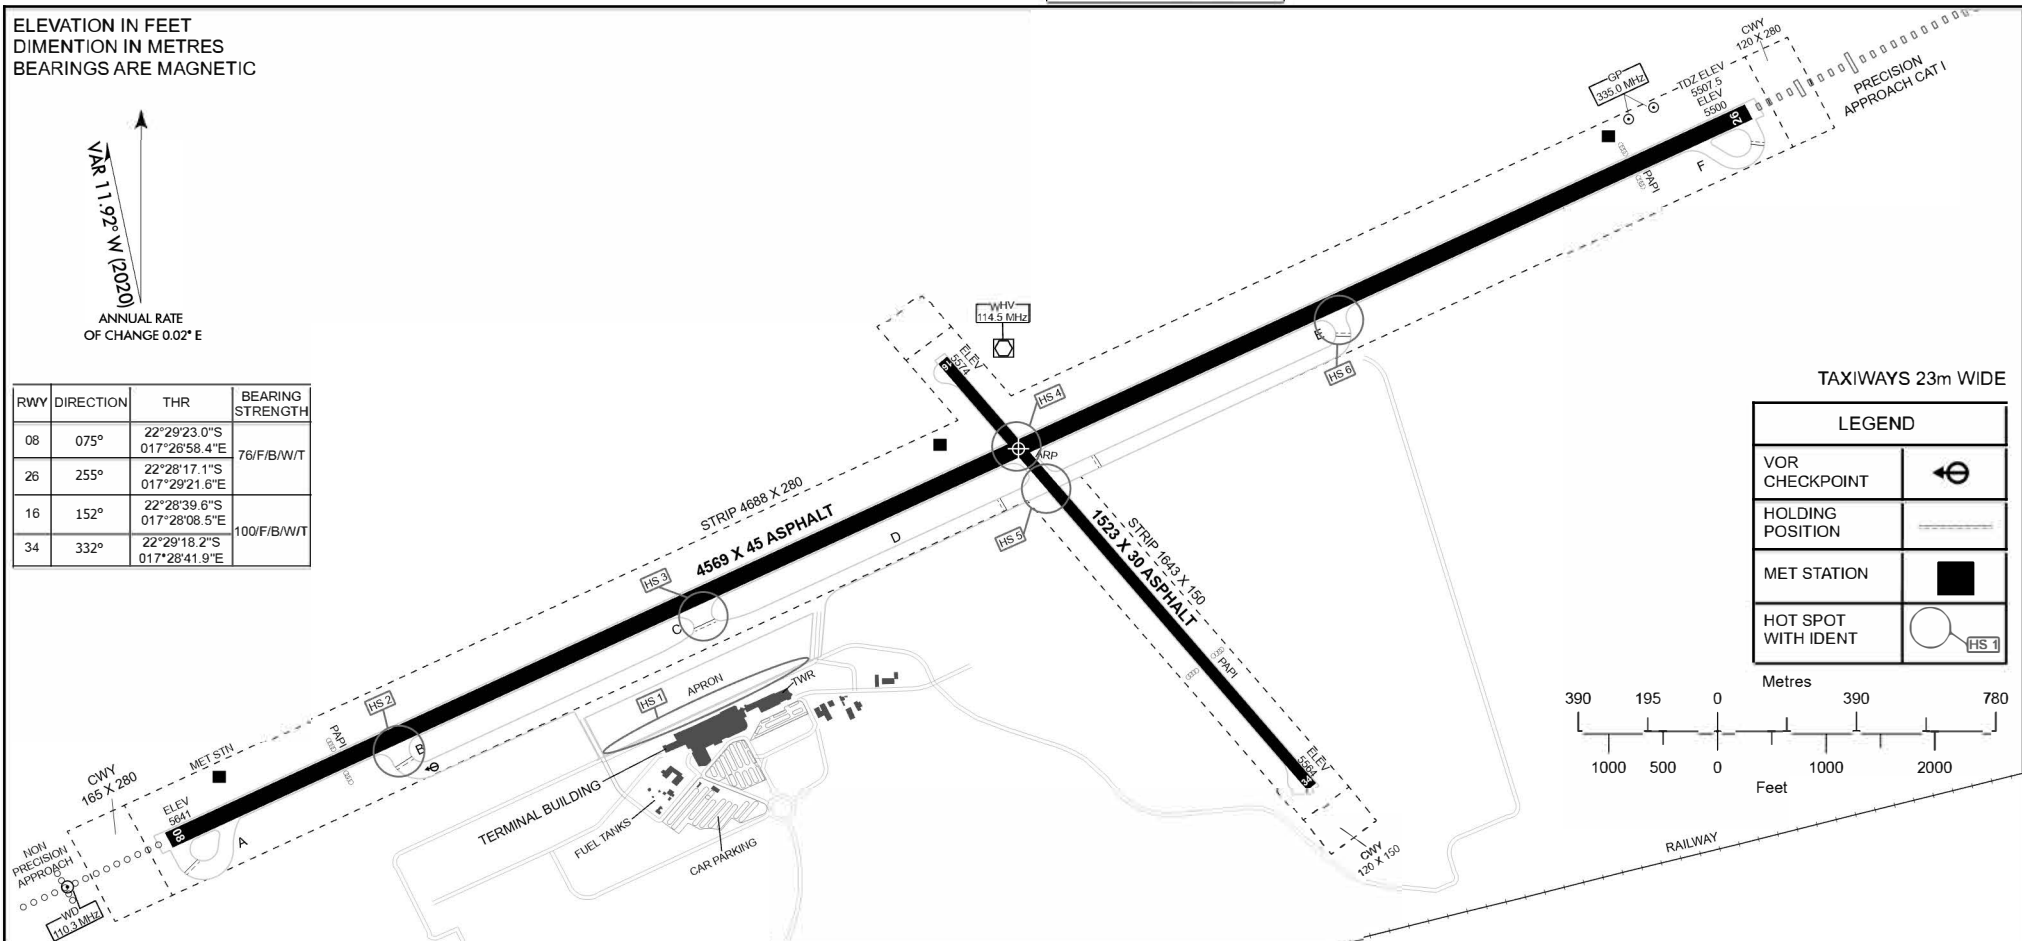 ELEVATION IN FEET
DIMENTION IN METRES
BEARINGS ARE MAGNETIC
VAR 11.92° W (2020)
ANNUAL RATE
OF CHANGE 0.02° E
RWY DIRECTION THR BEARING STRENGTH
08 075° 22°29'23.0"S 017°26'58.4"E 76/F/B/W/T
26 255° 22°28'17.1"S 017°29'21.6"E
16 152° 22°28'39.6"S 017°28'08.5"E 100/F/B/W/T
34 332° 22°29'18.2"S 017°28'41.9"E
CWY
120 X 280
PRECISION
APPROACH CAT I
GP
335.0 MHz
TDZ ELEV
5507.5
ELEV
5500
26
F
PAPI
WHV
114.5 MHz
ELEV
5574
16
HS 4
ARP
E
HS 6
HS 5
STRIP 4688 X 280
4569 X 45 ASPHALT
D
STRIP 1643 X 150
1523 X 30 ASPHALT
PAPI
ELEV
5564
CWY
120 X 150
HS 3
C
HS 2
B
PAPI
MET STN
CWY
165 X 280
ELEV
5641
08
A
NON
PRECISION
APPROACH
WD
110.3 MHz
HS 1
APRON
TWR
TERMINAL BUILDING
FUEL TANKS
CAR PARKING
RAILWAY
TAXIWAYS 23m WIDE
LEGEND
VOR
CHECKPOINT
HOLDING
POSITION
MET STATION
HOT SPOT
WITH IDENT
HS 1
Metres
390 195 0 390 780
1000 500 0 1000 2000
Feet